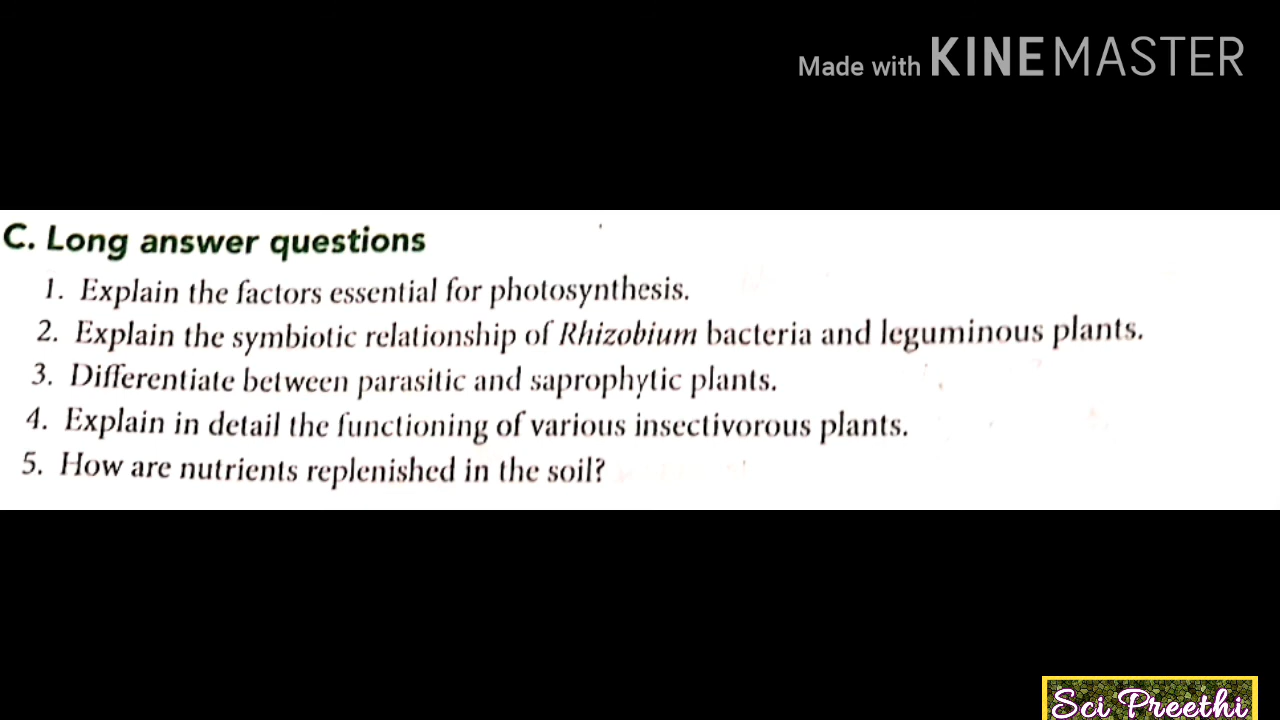 Made with KINEMASTER
C. Long answer questions
1. Explain the factors essential for photosynthesis.
2. Explain the symbiotic relationship of Rhizobium bacteria and leguminous plants.
3. Differentiate between parasitic and saprophytic plants.
4. Explain in detail the functioning of various insectivorous plants.
5. How are nutrients replenished in the soil?
Sci Preethi